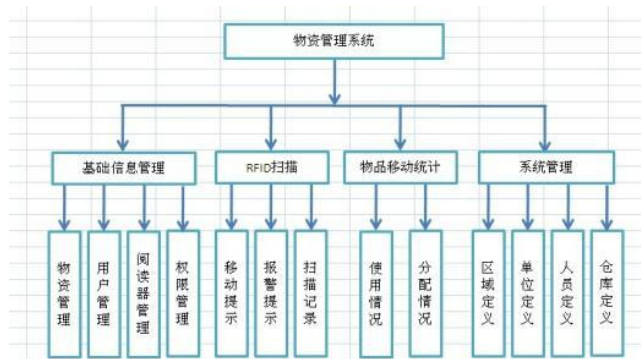 物资管理系统
基础信息管理
RFID扫描
物品移动统计
系统管理
物资管理
用户管理
阅读器管理
权限管理
移动提示
报警提示
扫描记录
使用情况
分配情况
区域定义
单位定义
人员定义
仓库定义